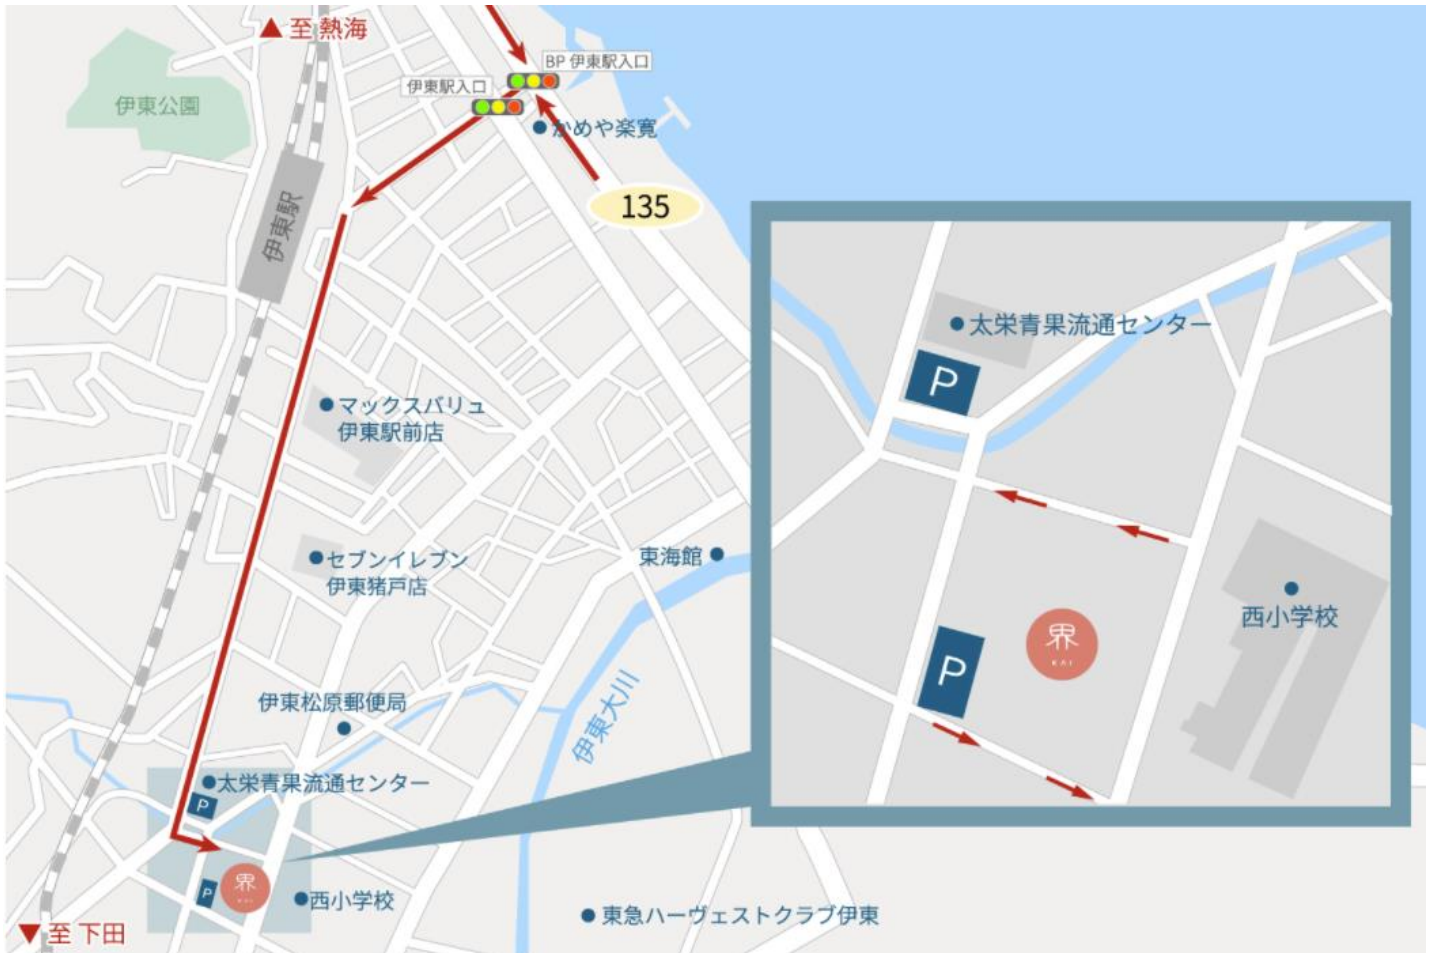 ▲ 至 熱海
BP 伊東駅入口
伊東駅入口
伊東公園
かめや楽寛
135
伊東駅
マックスバリュ
伊東駅前店
セブンイレブン
伊東猪戸店
東海館
伊東大川
伊東松原郵便局
太栄青果流通センター
P
界
KAI
P
西小学校
東急ハーヴェストクラブ伊東
▼ 至 下田
太栄青果流通センター
P
界
KAI
P
西小学校